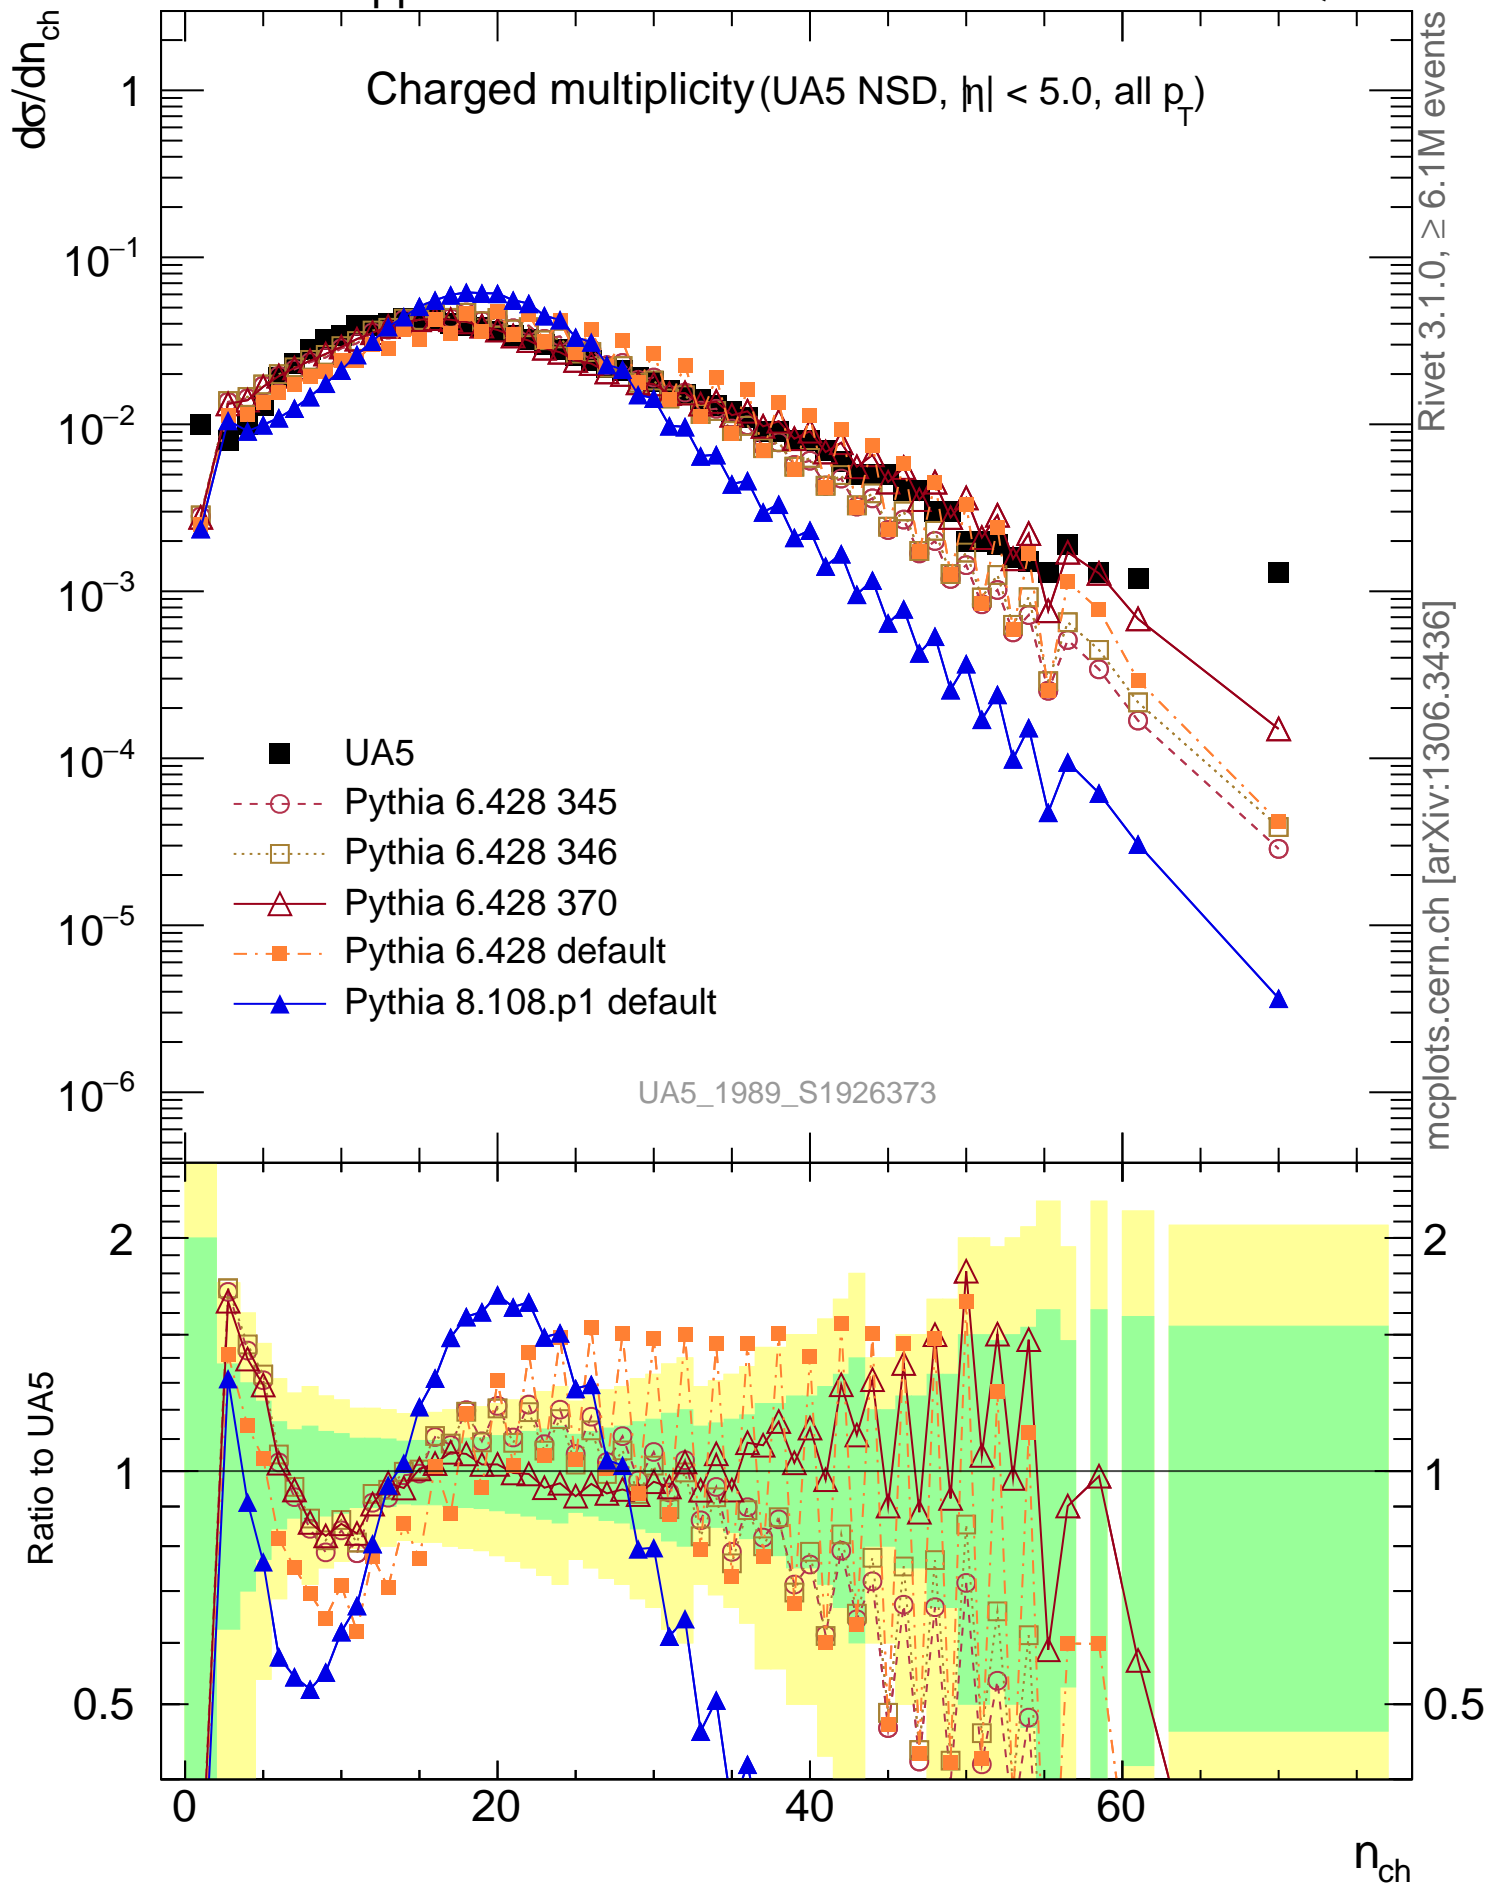 dσ/dn_ch
Charged multiplicity (UA5 NSD, |η| < 5.0, all p_T)
1
10^−1
10^−2
10^−3
10^−4
10^−5
10^−6
UA5
Pythia 6.428 345
Pythia 6.428 346
Pythia 6.428 370
Pythia 6.428 default
Pythia 8.108.p1 default
UA5_1989_S1926373
Rivet 3.1.0, ≥ 6.1M events
mcplots.cern.ch [arXiv:1306.3436]
Ratio to UA5
2
1
0.5
2
1
0.5
0
20
40
60
n_ch